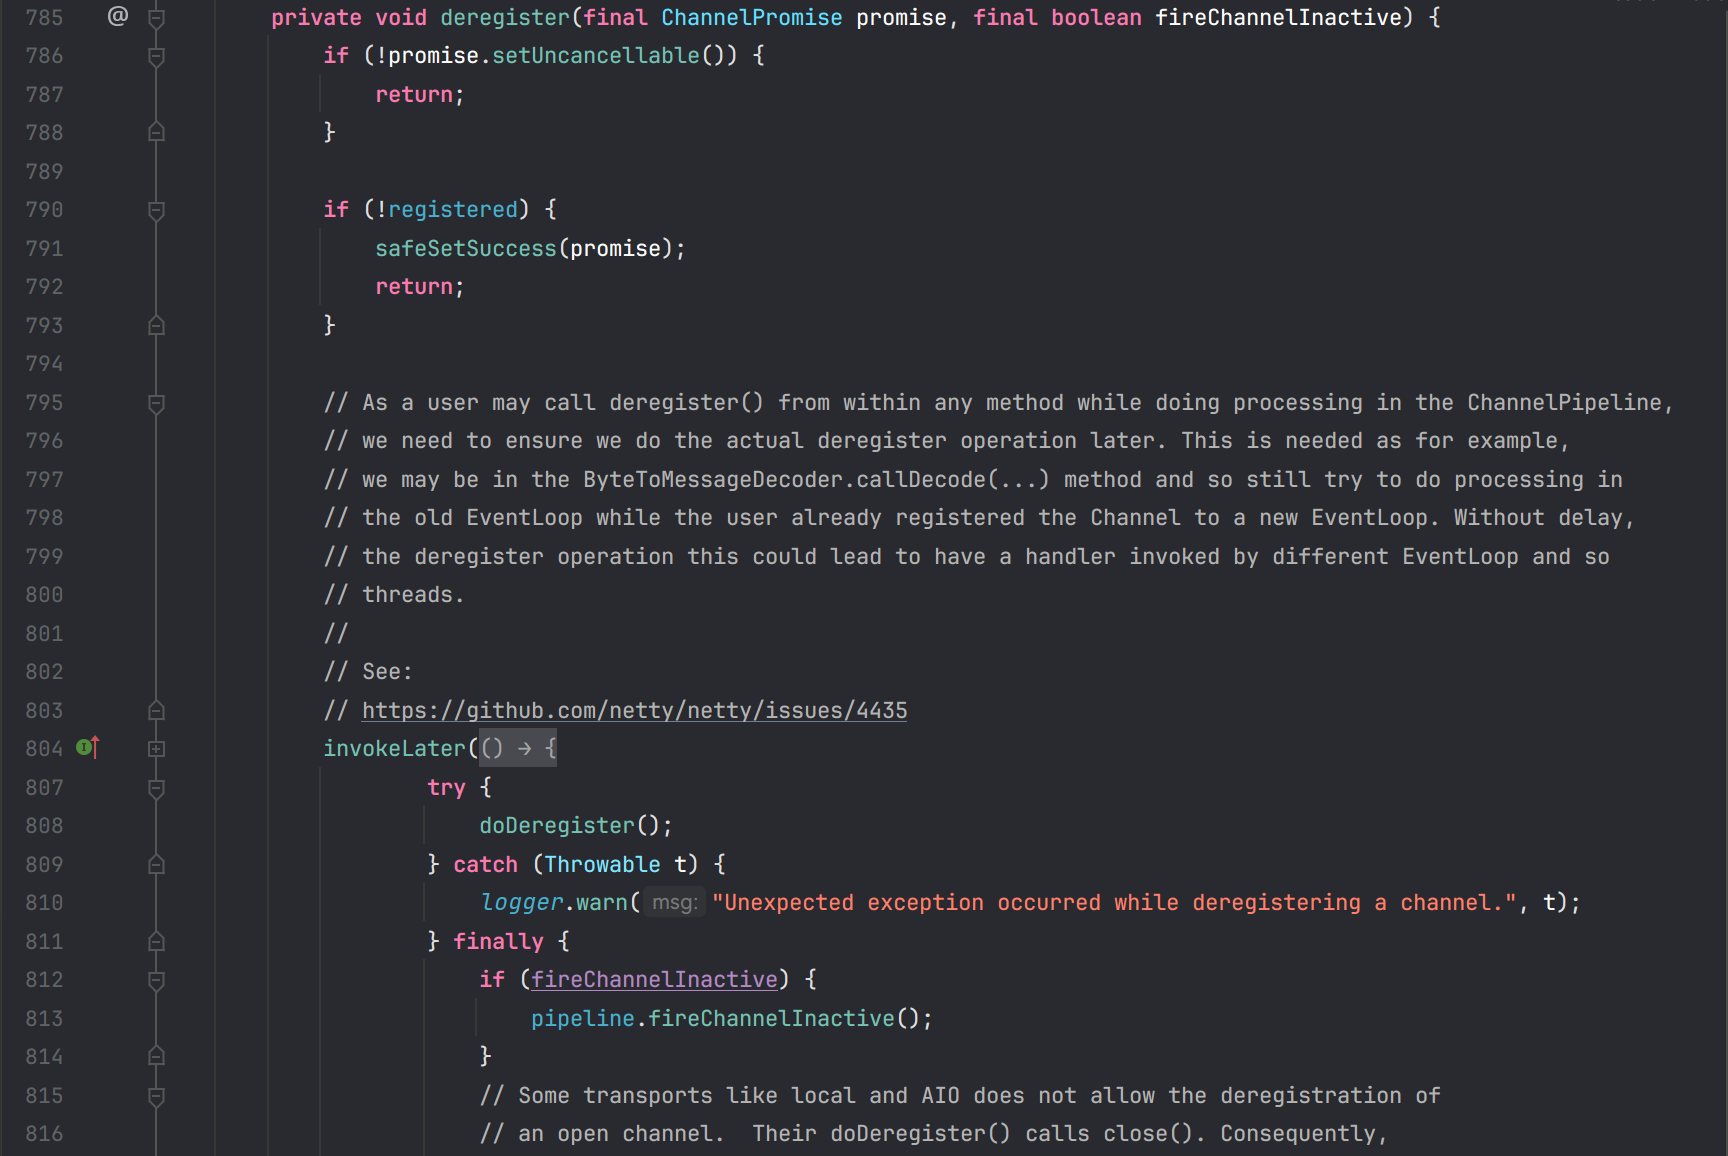 785 @ private void deregister(final ChannelPromise promise, final boolean fireChannelInactive) {
786 if (!promise.setUncancellable()) {
787 return;
788 }
789
790 if (!registered) {
791 safeSetSuccess(promise);
792 return;
793 }
794
795 // As a user may call deregister() from within any method while doing processing in the ChannelPipeline,
796 // we need to ensure we do the actual deregister operation later. This is needed as for example,
797 // we may be in the ByteToMessageDecoder.callDecode(...) method and so still try to do processing in
798 // the old EventLoop while the user already registered the Channel to a new EventLoop. Without delay,
799 // the deregister operation this could lead to have a handler invoked by different EventLoop and so
800 // threads.
801 //
802 // See:
803 // https://github.com/netty/netty/issues/4435
804 I invokeLater(() → {
807 try {
808 doDeregister();
809 } catch (Throwable t) {
810 logger.warn( msg: "Unexpected exception occurred while deregistering a channel.", t);
811 } finally {
812 if (fireChannelInactive) {
813 pipeline.fireChannelInactive();
814 }
815 // Some transports like local and AIO does not allow the deregistration of
816 // an open channel.  Their doDeregister() calls close(). Consequently,